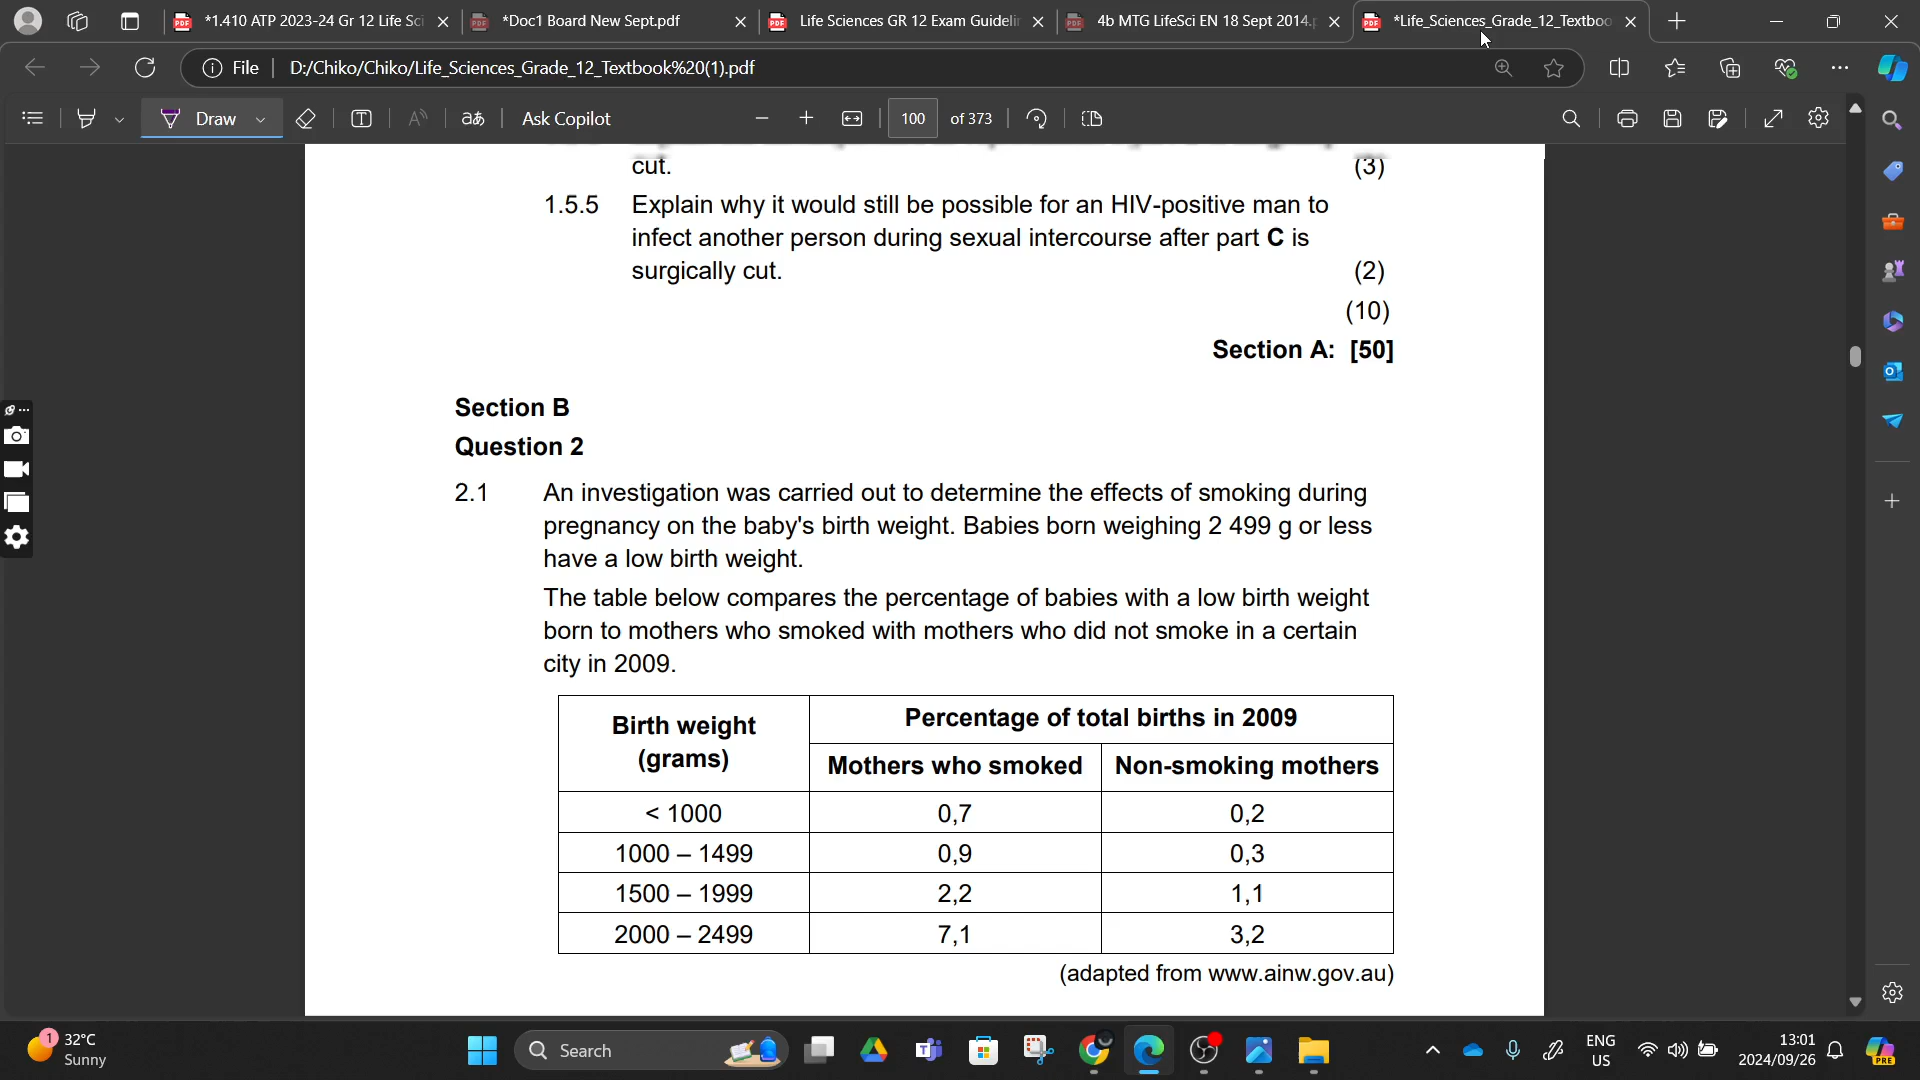 *1.410 ATP 2023-24 Gr 12 Life Sci
*Doc1 Board New Sept.pdf
Life Sciences GR 12 Exam Guidelin
4b MTG LifeSci EN 18 Sept 2014.p
*Life_Sciences_Grade_12_Textboo
File
D:/Chiko/Chiko/Life_Sciences_Grade_12_Textbook%20(1).pdf
Draw
T
A
aあ
Ask Copilot
100 of 373
cut. (3)
1.5.5 Explain why it would still be possible for an HIV-positive man to
infect another person during sexual intercourse after part C is
surgically cut. (2)
(10)
Section A: [50]
Section B
Question 2
2.1 An investigation was carried out to determine the effects of smoking during
pregnancy on the baby's birth weight. Babies born weighing 2 499 g or less
have a low birth weight.
The table below compares the percentage of babies with a low birth weight
born to mothers who smoked with mothers who did not smoke in a certain
city in 2009.
Birth weight
(grams)
Percentage of total births in 2009
Mothers who smoked Non-smoking mothers
< 1000 0,7 0,2
1000 – 1499 0,9 0,3
1500 – 1999 2,2 1,1
2000 – 2499 7,1 3,2
(adapted from www.ainw.gov.au)
1
32°C
Sunny
Search
ENG
US
13:01
2024/09/26
PRE